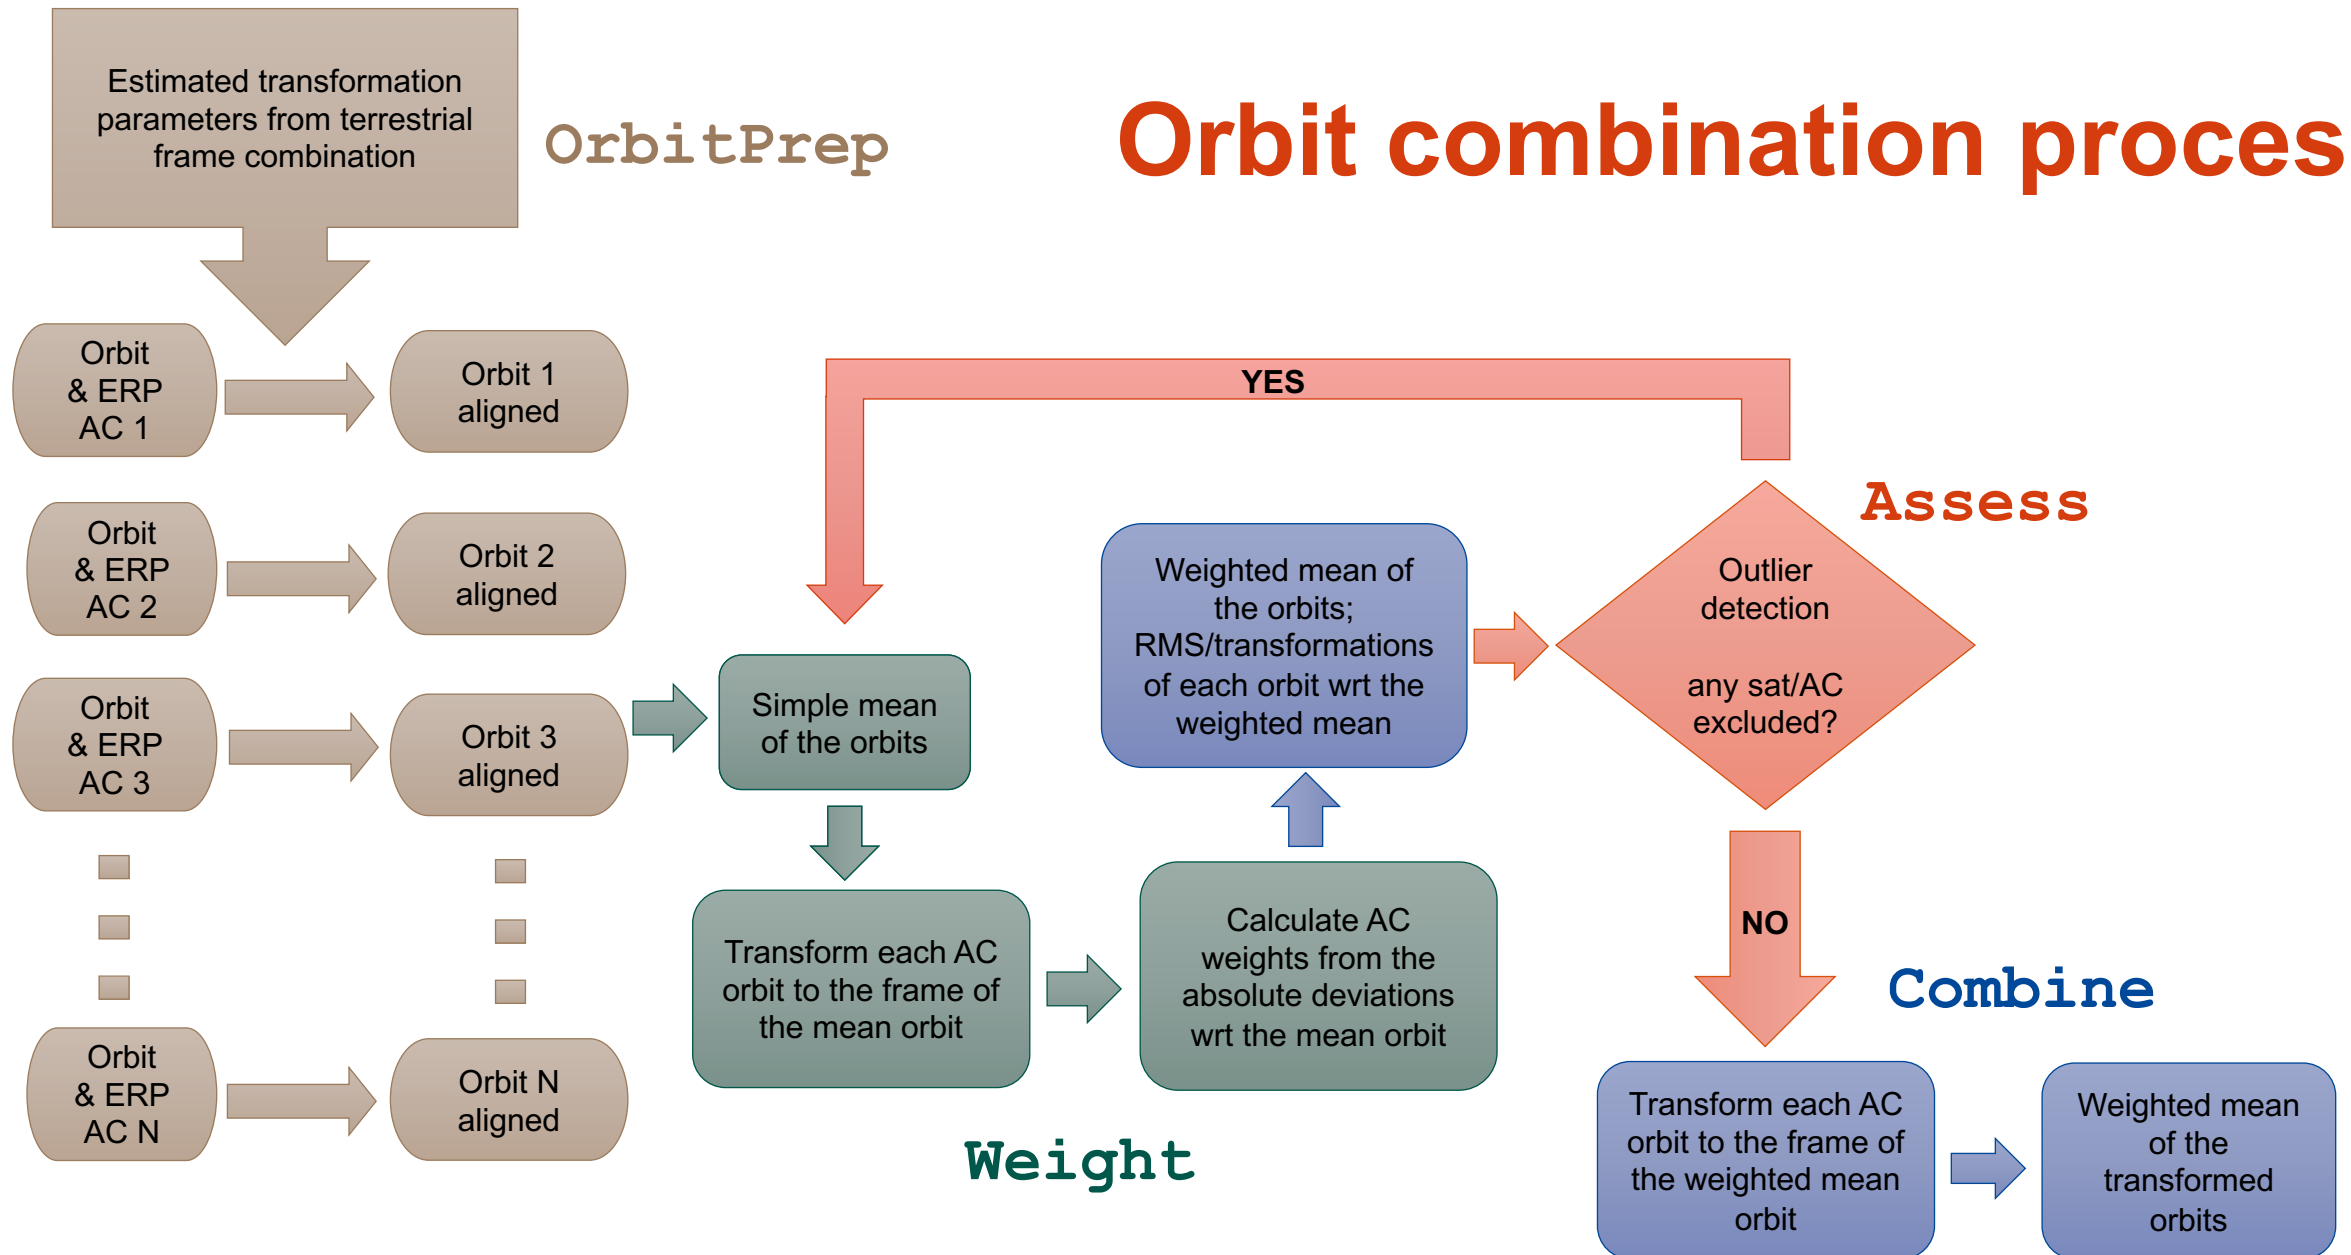 Estimated transformation
parameters from terrestrial
frame combination
OrbitPrep
Orbit combination proces
Orbit
& ERP
AC 1
Orbit 1
aligned
Orbit
& ERP
AC 2
Orbit 2
aligned
Orbit
& ERP
AC 3
Orbit 3
aligned
Orbit
& ERP
AC N
Orbit N
aligned
YES
Simple mean
of the orbits
Transform each AC
orbit to the frame of
the mean orbit
Calculate AC
weights from the
absolute deviations
wrt the mean orbit
Weight
Weighted mean of
the orbits;
RMS/transformations
of each orbit wrt the
weighted mean
Assess
Outlier
detection
any sat/AC
excluded?
NO
Combine
Transform each AC
orbit to the frame of
the weighted mean
orbit
Weighted mean
of the
transformed
orbits